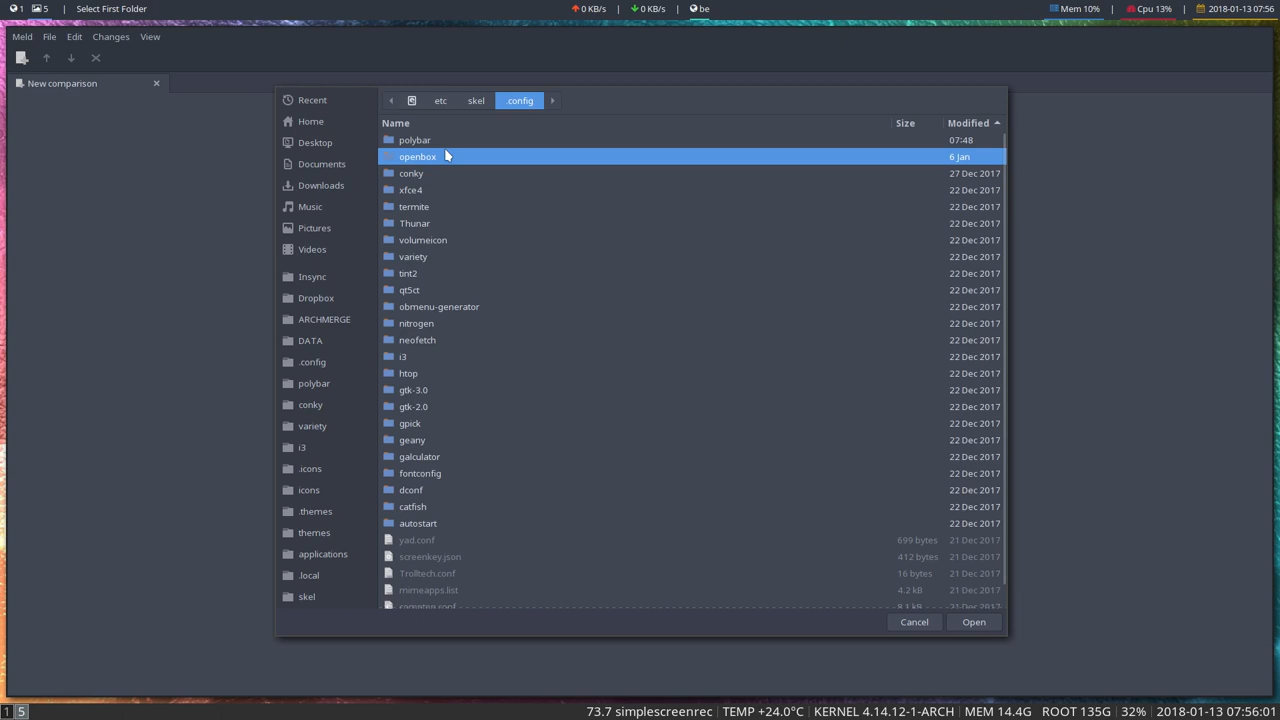 1 5 | Select First Folder 0 KB/s | 0 KB/s | 0± Mem 10% | Cpu 13% | 2018-01-13 07:56
Meld File Edit Changes View
New comparison
etc skel .config
Name Size Modified
Recent
Home
Desktop
Documents
Downloads
Music
Pictures
Videos
Insync
Dropbox
ARCHMERGE
DATA
.config
polybar
conky
variety
i3
.icons
icons
.themes
themes
applications
.local
skel
polybar 07:48
openbox 6 Jan
conky 27 Dec 2017
xfce4 22 Dec 2017
termite 22 Dec 2017
Thunar 22 Dec 2017
volumeicon 22 Dec 2017
variety 22 Dec 2017
tint2 22 Dec 2017
qt5ct 22 Dec 2017
obmenu-generator 22 Dec 2017
nitrogen 22 Dec 2017
neofetch 22 Dec 2017
i3 22 Dec 2017
htop 22 Dec 2017
gtk-3.0 22 Dec 2017
gtk-2.0 22 Dec 2017
gpick 22 Dec 2017
geany 22 Dec 2017
galculator 22 Dec 2017
fontconfig 22 Dec 2017
dconf 22 Dec 2017
catfish 22 Dec 2017
autostart 22 Dec 2017
yad.conf 699 bytes 21 Dec 2017
screenkey.json 412 bytes 21 Dec 2017
Trolltech.conf 16 bytes 21 Dec 2017
mimeapps.list 4.2 kB 21 Dec 2017
8.1 kB 21 Dec 2017
Cancel Open
1 5 73.7 simplescreenrec | TEMP +24.0°C | KERNEL 4.14.12-1-ARCH | MEM 14.4G | ROOT 135G | 32% | 2018-01-13 07:56:01